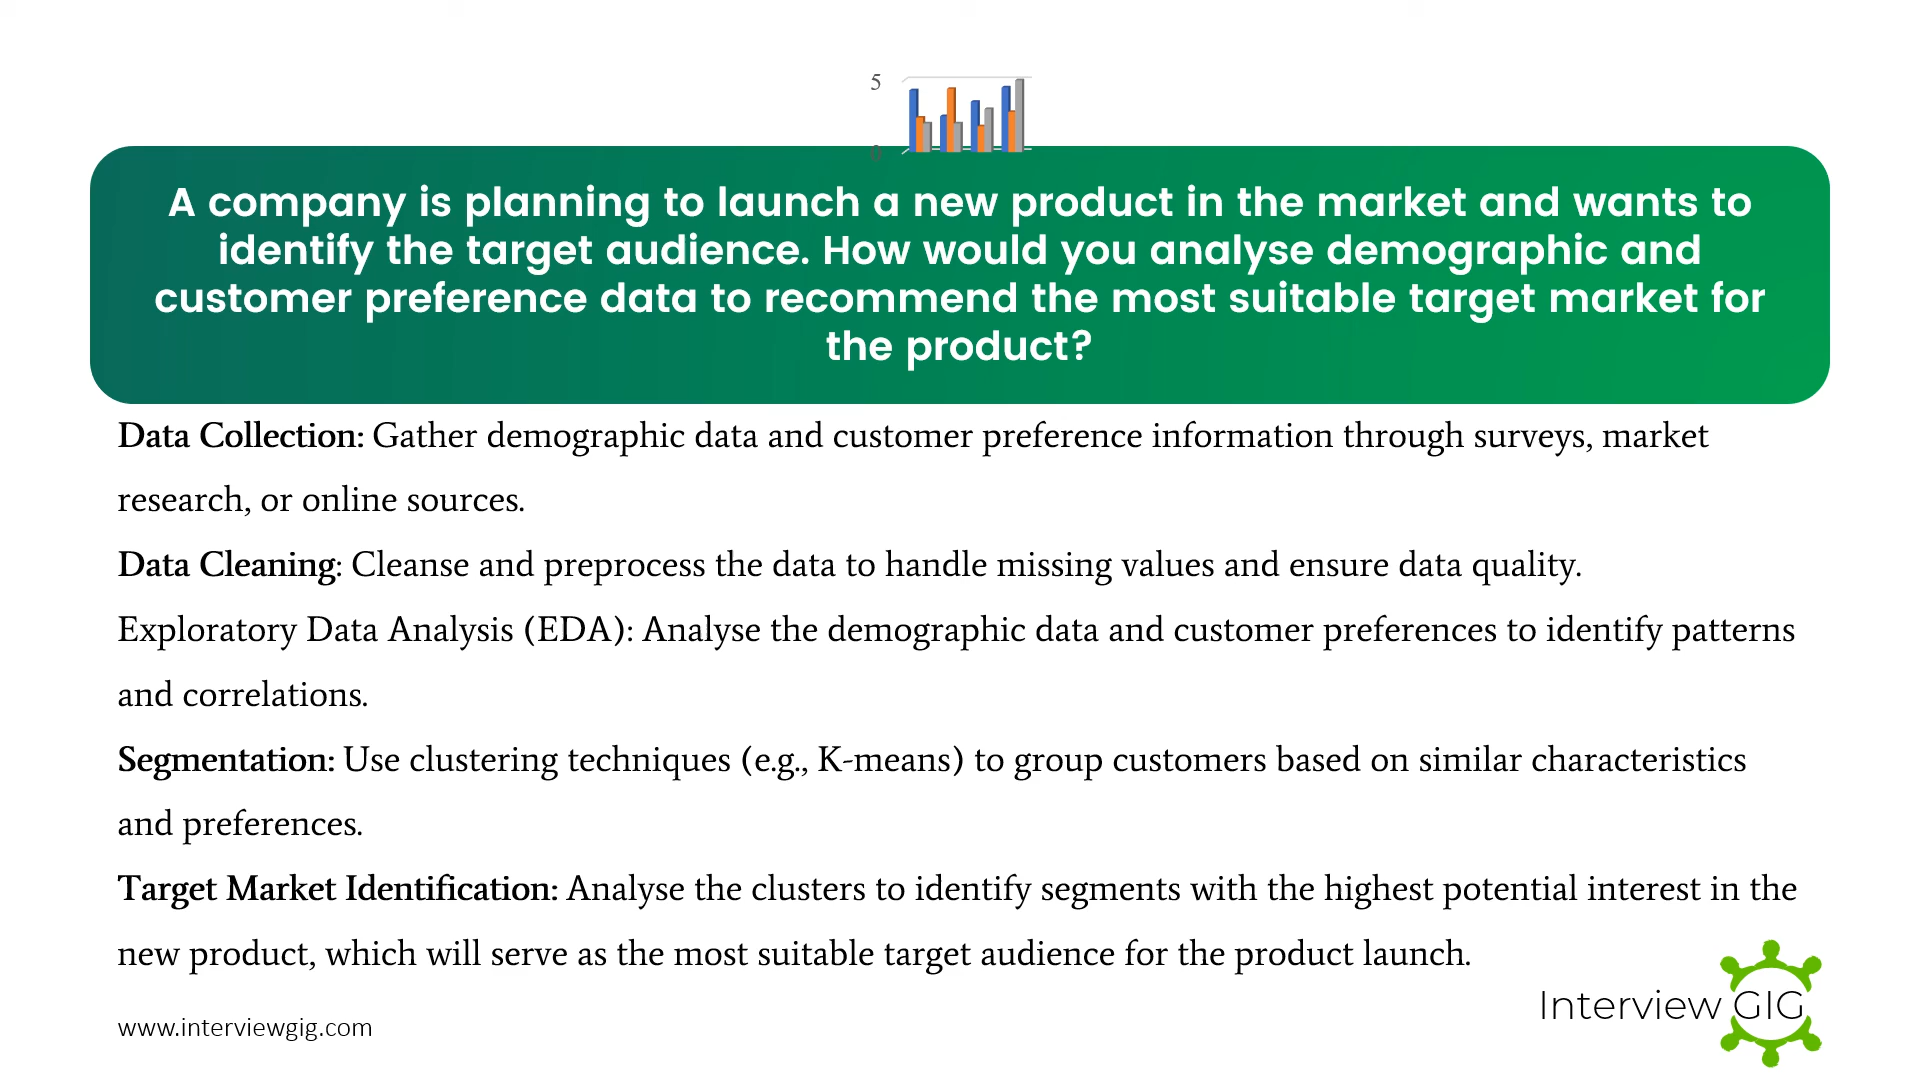 5
0
A company is planning to launch a new product in the market and wants to
identify the target audience. How would you analyse demographic and
customer preference data to recommend the most suitable target market for
the product?
Data Collection: Gather demographic data and customer preference information through surveys, market
research, or online sources.
Data Cleaning: Cleanse and preprocess the data to handle missing values and ensure data quality.
Exploratory Data Analysis (EDA): Analyse the demographic data and customer preferences to identify patterns
and correlations.
Segmentation: Use clustering techniques (e.g., K-means) to group customers based on similar characteristics
and preferences.
Target Market Identification: Analyse the clusters to identify segments with the highest potential interest in the
new product, which will serve as the most suitable target audience for the product launch.
Interview GIG
www.interviewgig.com